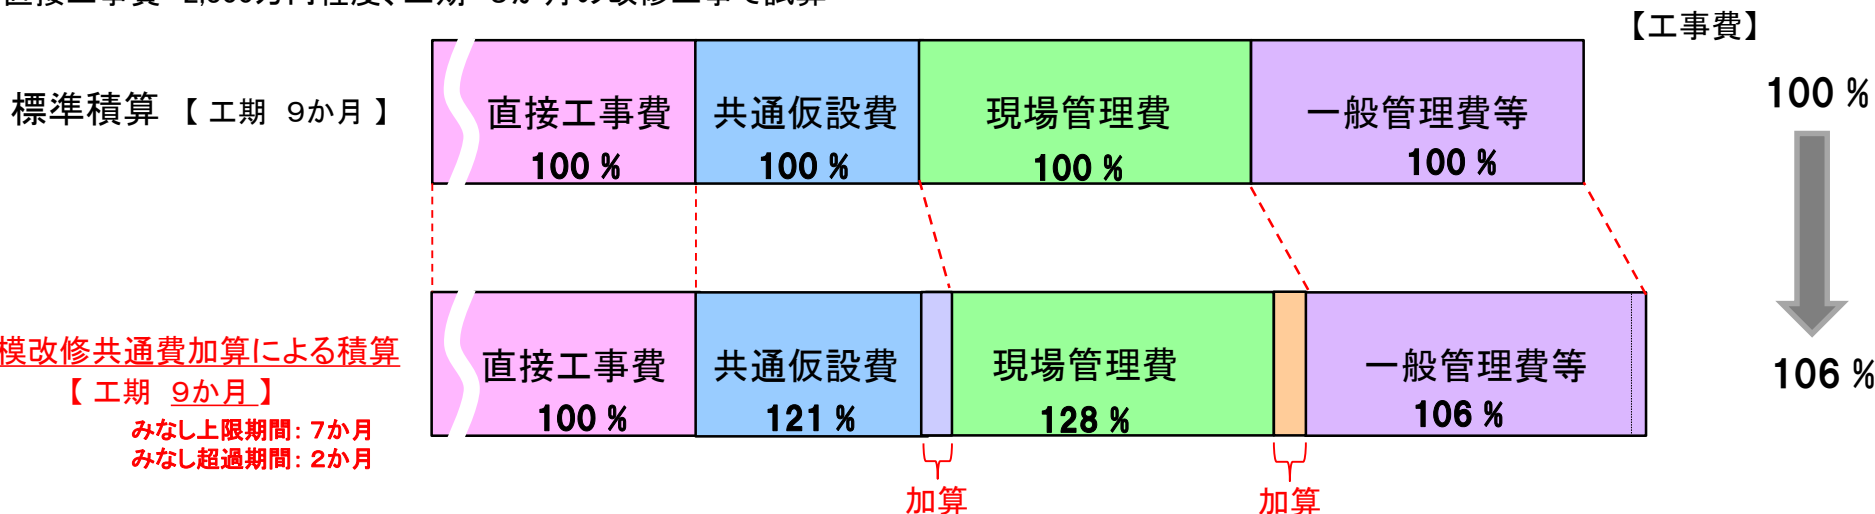 【工事費】
標準積算 【 工期 9か月 】
直接工事費
100 %
共通仮設費
100 %
現場管理費
100 %
一般管理費等
100 %
100 %
模改修共通費加算による積算
【 工期 9か月 】
みなし上限期間: 7か月
みなし超過期間: 2か月
直接工事費
100 %
共通仮設費
121 %
現場管理費
128 %
一般管理費等
106 %
106 %
加算
加算